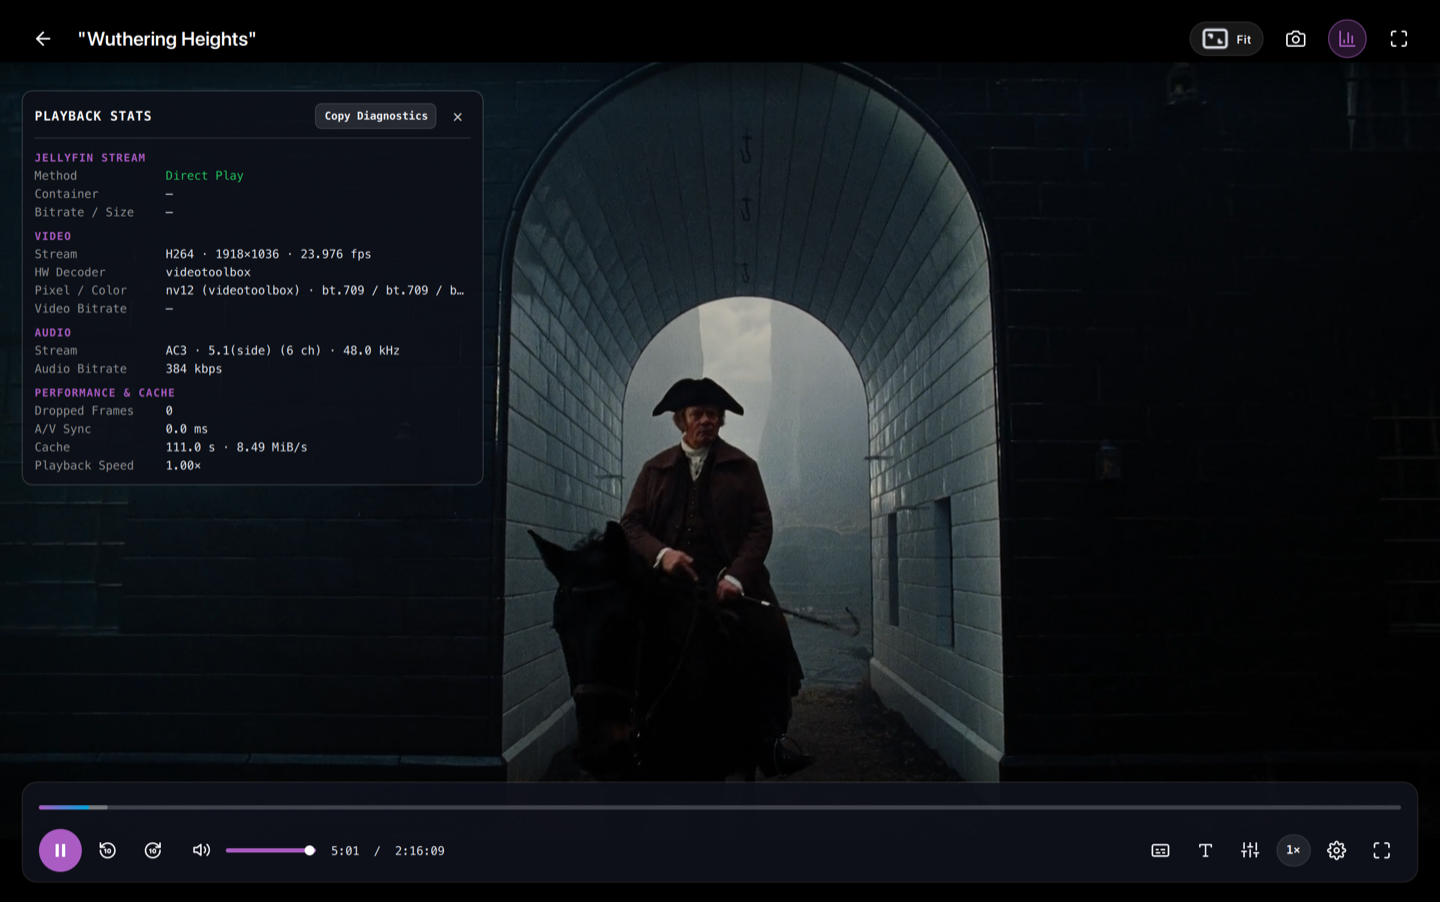 "Wuthering Heights"
Fit
PLAYBACK STATS
Copy Diagnostics
JELLYFIN STREAM
Method Direct Play
Container —
Bitrate / Size —
VIDEO
Stream H264 · 1918×1036 · 23.976 fps
HW Decoder videotoolbox
Pixel / Color nv12 (videotoolbox) · bt.709 / bt.709 / b…
Video Bitrate —
AUDIO
Stream AC3 · 5.1(side) (6 ch) · 48.0 kHz
Audio Bitrate 384 kbps
PERFORMANCE & CACHE
Dropped Frames 0
A/V Sync 0.0 ms
Cache 111.0 s · 8.49 MiB/s
Playback Speed 1.00×
10 10 5:01 / 2:16:09 1×